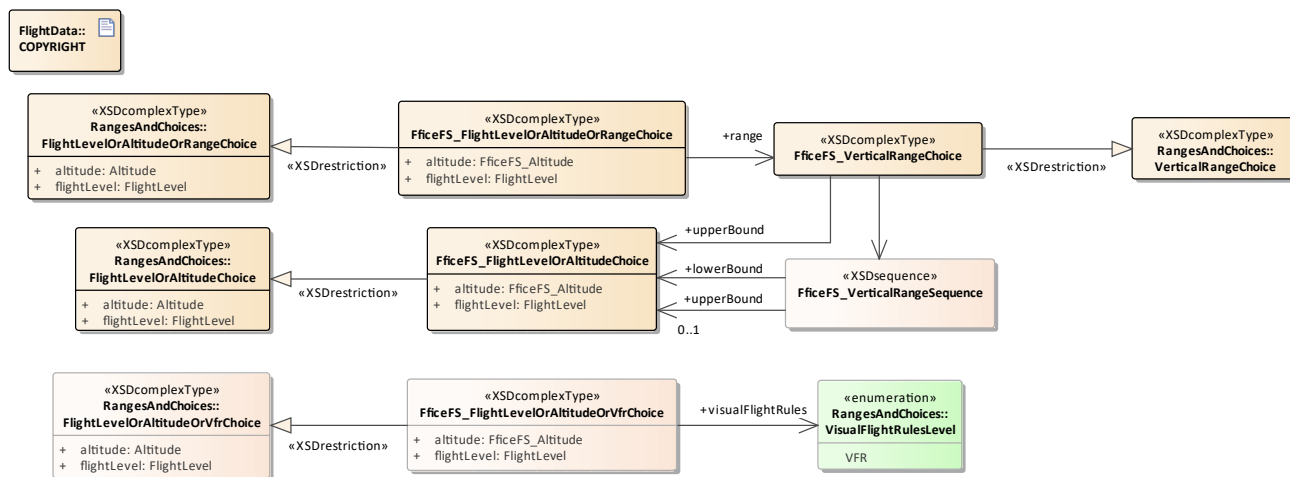 FlightData::
COPYRIGHT
«XSDcomplexType»
RangesAndChoices::
FlightLevelOrAltitudeOrRangeChoice
+ altitude: Altitude
+ flightLevel: FlightLevel
«XSDrestriction»
«XSDcomplexType»
FficeFS_FlightLevelOrAltitudeOrRangeChoice
+ altitude: FficeFS_Altitude
+ flightLevel: FlightLevel
+range
«XSDcomplexType»
FficeFS_VerticalRangeChoice
«XSDrestriction»
«XSDcomplexType»
RangesAndChoices::
VerticalRangeChoice
«XSDcomplexType»
RangesAndChoices::
FlightLevelOrAltitudeChoice
+ altitude: Altitude
+ flightLevel: FlightLevel
«XSDrestriction»
«XSDcomplexType»
FficeFS_FlightLevelOrAltitudeChoice
+ altitude: FficeFS_Altitude
+ flightLevel: FlightLevel
+upperBound
+lowerBound
+upperBound
0..1
«XSDsequence»
FficeFS_VerticalRangeSequence
«XSDcomplexType»
RangesAndChoices::
FlightLevelOrAltitudeOrVfrChoice
+ altitude: Altitude
+ flightLevel: FlightLevel
«XSDrestriction»
«XSDcomplexType»
FficeFS_FlightLevelOrAltitudeOrVfrChoice
+ altitude: FficeFS_Altitude
+ flightLevel: FlightLevel
+visualFlightRules
«enumeration»
RangesAndChoices::
VisualFlightRulesLevel
VFR